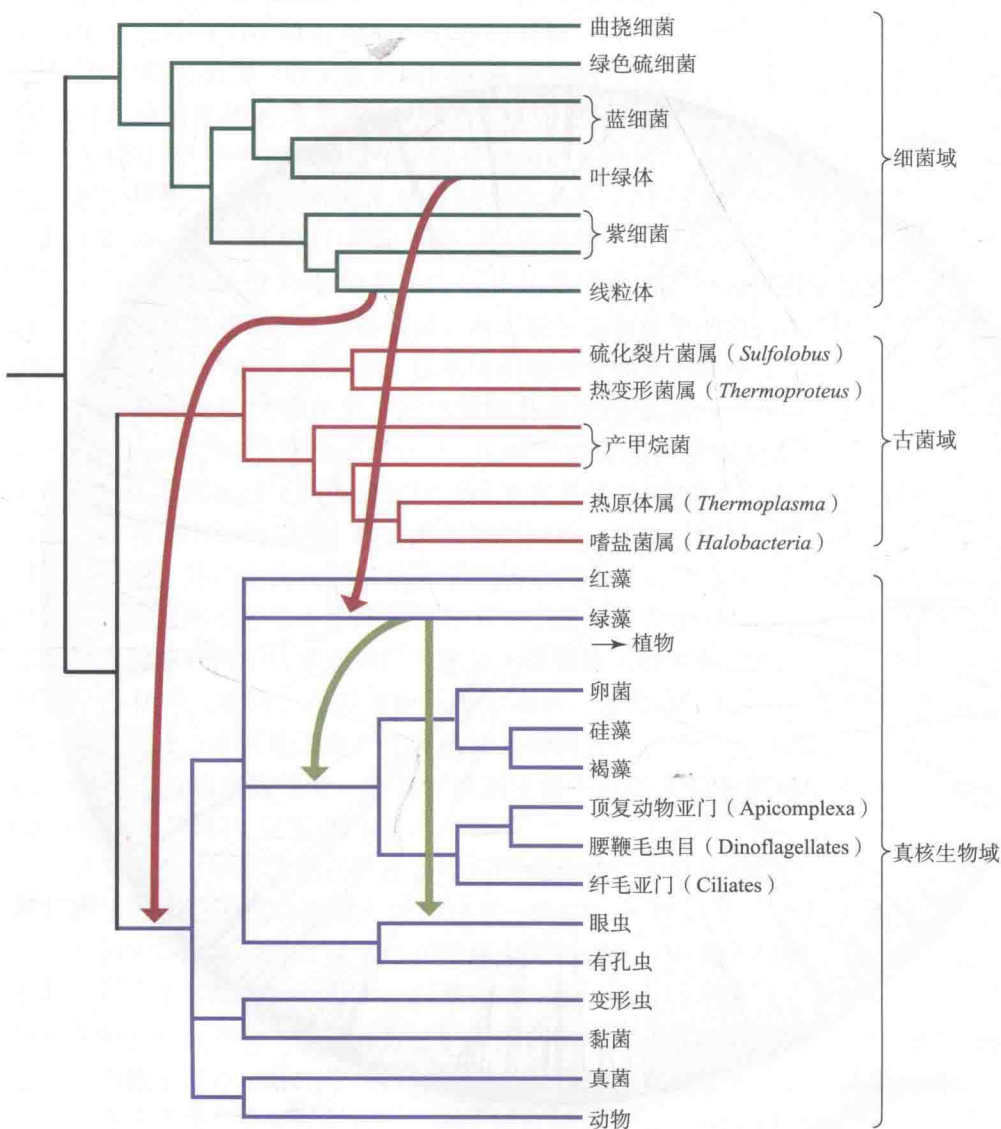 曲挠细菌
绿色硫细菌
蓝细菌
叶绿体
紫细菌
线粒体
细菌域
硫化裂片菌属（Sulfolobus）
热变形菌属（Thermoproteus）
产甲烷菌
热原体属（Thermoplasma）
嗜盐菌属（Halobacteria）
古菌域
红藻
绿藻
→植物
卵菌
硅藻
褐藻
顶复动物亚门（Apicomplexa）
腰鞭毛虫目（Dinoflagellates）
纤毛亚门（Ciliates）
眼虫
有孔虫
变形虫
黏菌
真菌
动物
真核生物域